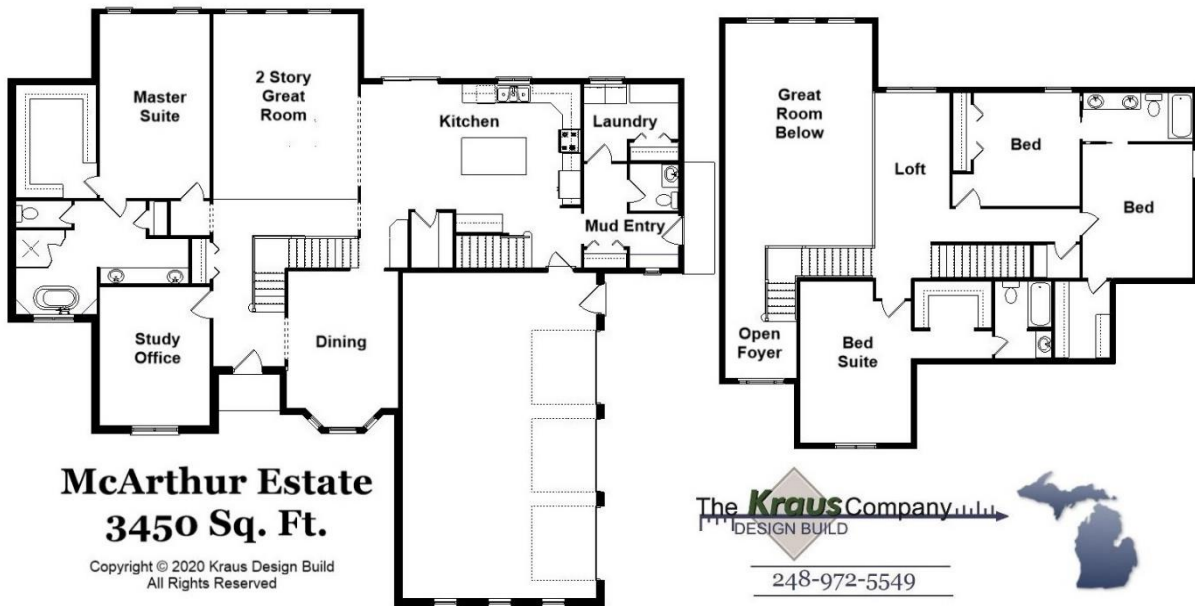 Master
Suite
2 Story
Great
Room
Kitchen
Laundry
Mud Entry
Study
Office
Dining
Great
Room
Below
Loft
Bed
Bed
Open
Foyer
Bed
Suite
McArthur Estate
3450 Sq. Ft.
Copyright © 2020 Kraus Design Build
All Rights Reserved
The Kraus Company
DESIGN BUILD
248-972-5549